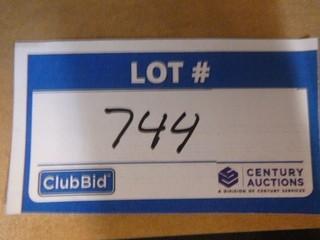 LOT #
744
ClubBid
CENTURY
AUCTIONS
A DIVISION OF CENTURY SERVICES